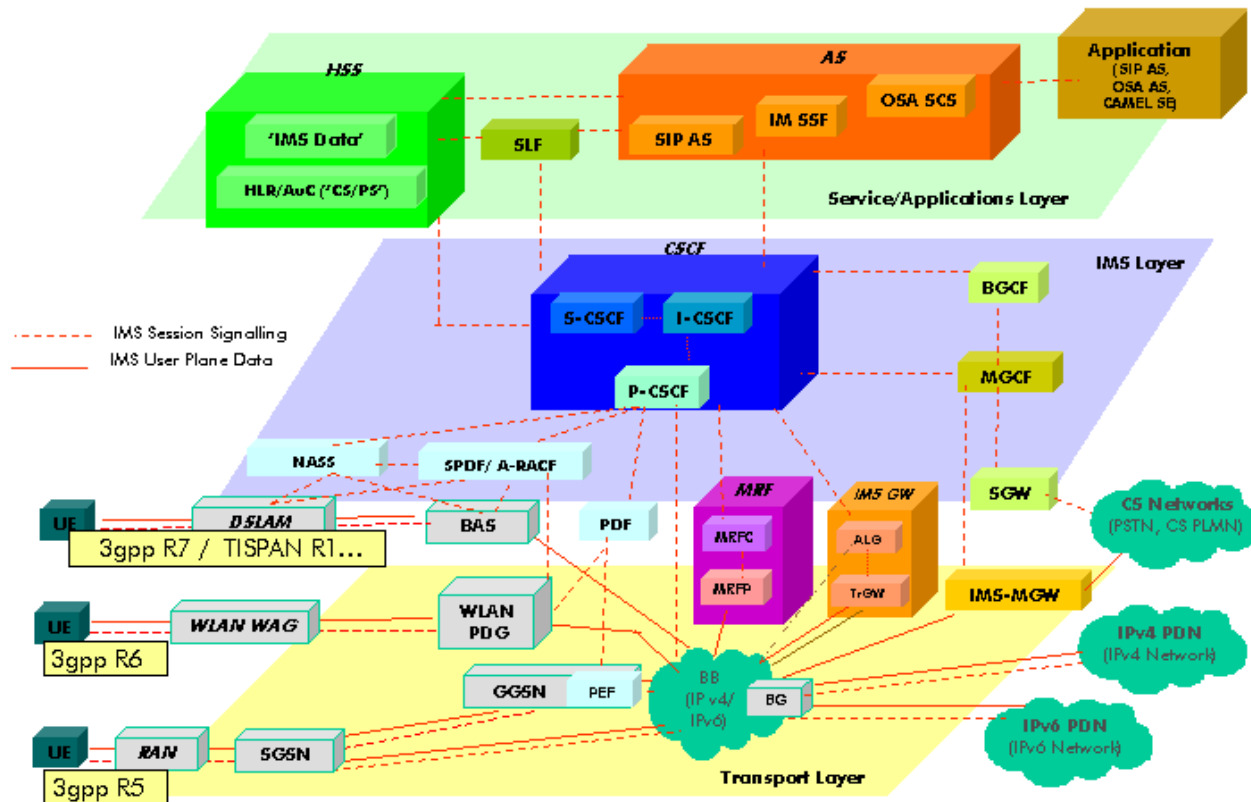 HSS
AS
Application
(SIP AS,
OSA AS,
CAMEL SE)
OSA SCS
IM SSF
'IMS Data'
SLF
SIP AS
HLR/AuC ('CS/PS')
Service/Applications Layer
CSCF
IMS Layer
BGCF
S-CSCF
I-CSCF
IMS Session Signalling
IMS User Plane Data
MGCF
P-CSCF
NASS
SPDF/ A-RACF
MRF
IMS GW
SGW
CS Networks
(PSTN, CS PLMN)
UE
DSLAM
BAS
PDF
MRFC
ALG
3gpp R7 / TISPAN R1...
MRFP
TrGW
IMS-MGW
UE
WLAN WAG
WLAN
PDG
IPv4 PDN
(IPv4 Network)
3gpp R6
GGSN
PEF
BB
(IP v4/
IPv6)
BG
IPv6 PDN
(IPv6 Network)
UE
RAN
SGSN
Transport Layer
3gpp R5